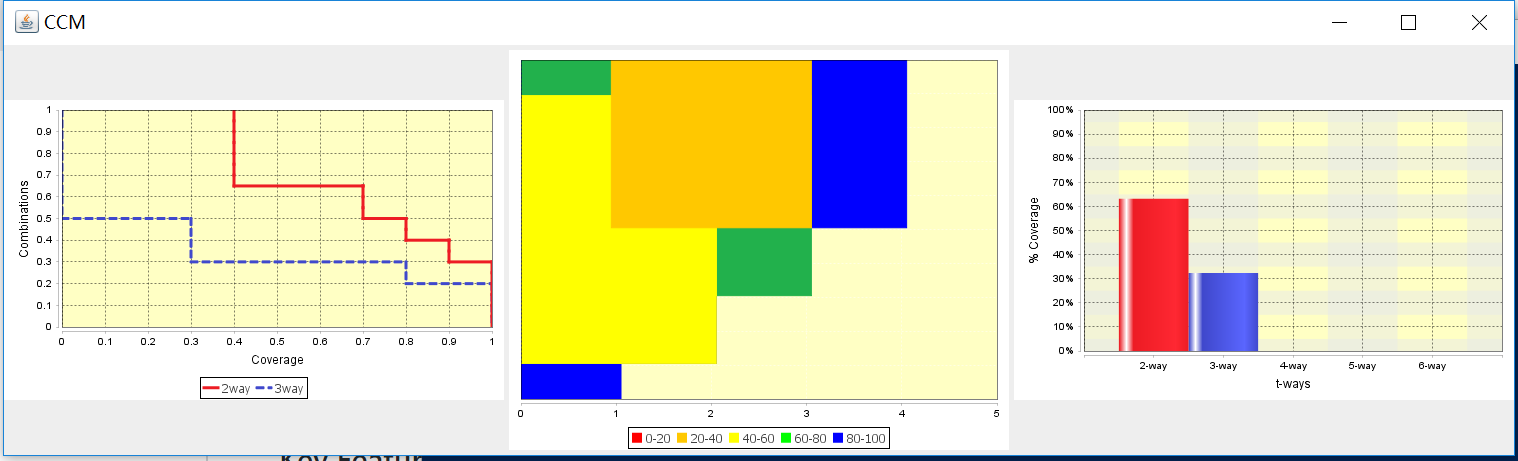 CCM
1
0.9
0.8
0.7
0.6
0.5
0.4
0.3
0.2
0.1
0
Combinations
0 0.1 0.2 0.3 0.4 0.5 0.6 0.7 0.8 0.9 1
Coverage
2way 3way
0 1 2 3 4 5
0-20 20-40 40-60 60-80 80-100
100%
90%
80%
70%
60%
50%
40%
30%
20%
10%
0%
% Coverage
2-way 3-way 4-way 5-way 6-way
t-ways